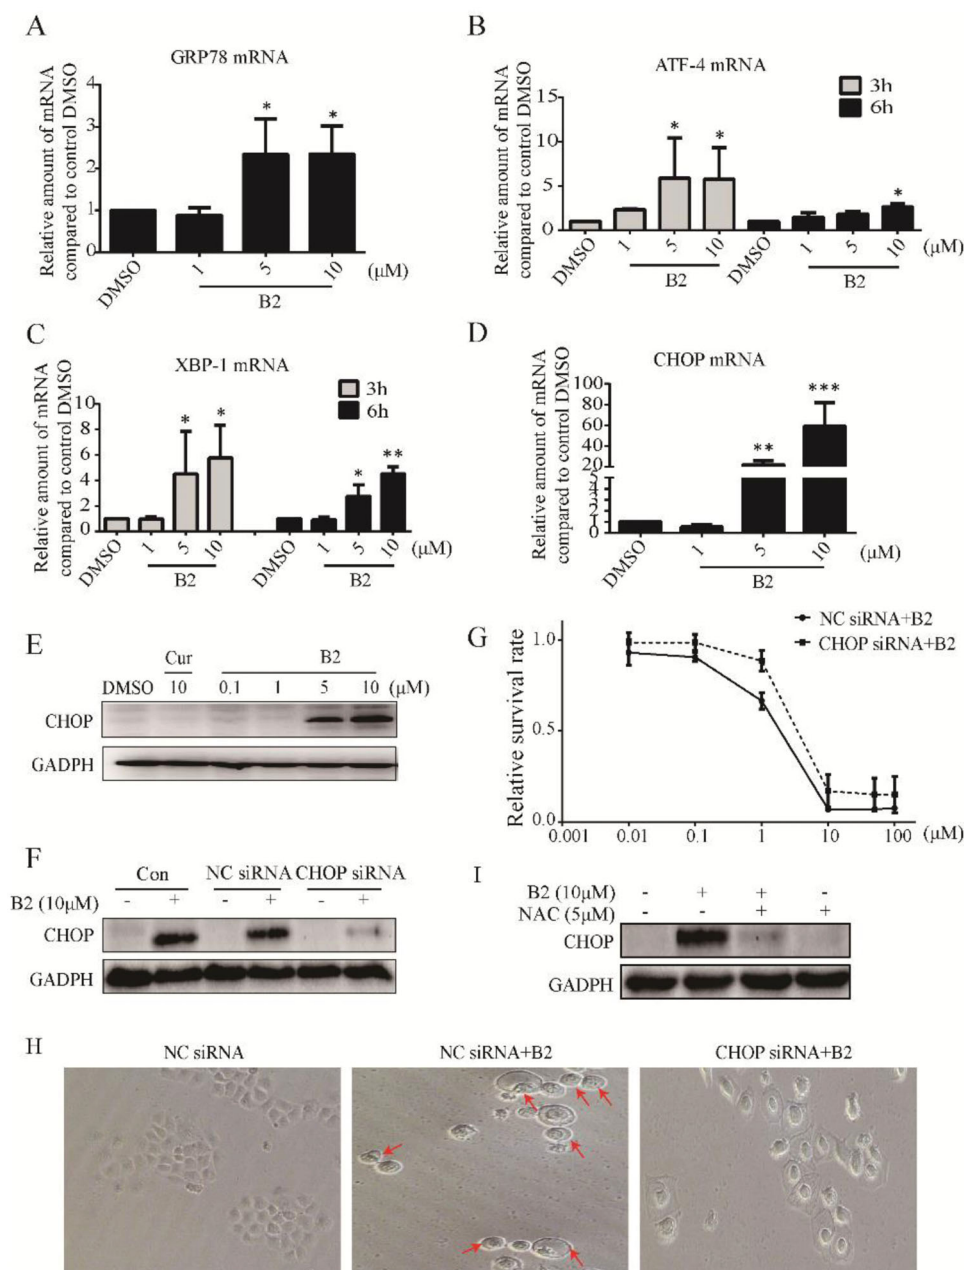 A
GRP78 mRNA
Relative amount of mRNA
compared to control DMSO
4
3
2
1
0
*
*
DMSO
1
5
10
(μM)
B2
B
ATF-4 mRNA
3h
6h
Relative amount of mRNA
compared to control DMSO
15
10
5
0
*
*
*
DMSO
1
5
10
DMSO
1
5
10
(μM)
B2
B2
C
XBP-1 mRNA
3h
6h
Relative amount of mRNA
compared to control DMSO
10
8
6
4
2
0
*
*
*
**
DMSO
1
5
10
DMSO
1
5
10
(μM)
B2
B2
D
CHOP mRNA
Relative amount of mRNA
compared to control DMSO
100
80
60
40
20
5
4
3
2
1
0
**
***
DMSO
1
5
10
(μM)
B2
E
Cur
B2
DMSO 10 0.1 1 5 10 (μM)
CHOP
GADPH
G
NC siRNA+B2
CHOP siRNA+B2
Relative survival rate
1.0
0.5
0.0
0.001 0.01 0.1 1 10 100 (μM)
F
Con NC siRNA CHOP siRNA
B2 (10μM) - + - + - +
CHOP
GADPH
I
B2 (10μM) - + + -
NAC (5μM) - - + +
CHOP
GADPH
H
NC siRNA
NC siRNA+B2
CHOP siRNA+B2